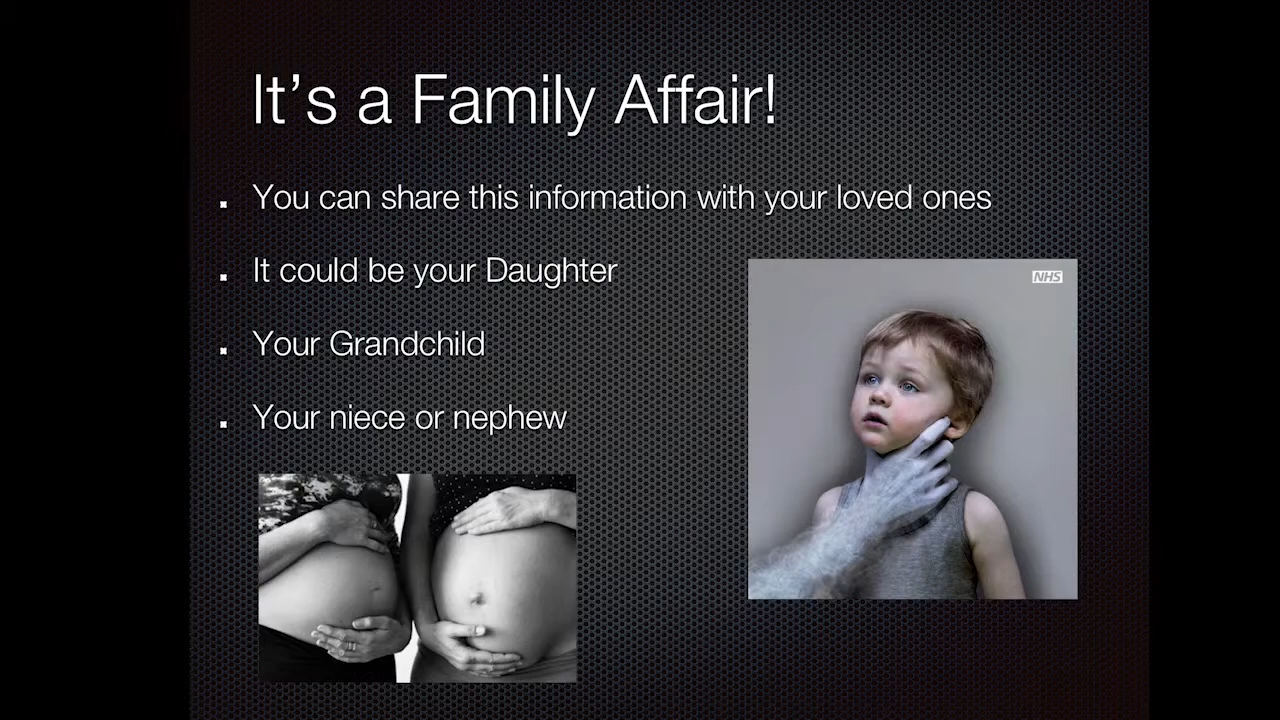 It's a Family Affair!
You can share this information with your loved ones
It could be your Daughter
Your Grandchild
Your niece or nephew
NHS